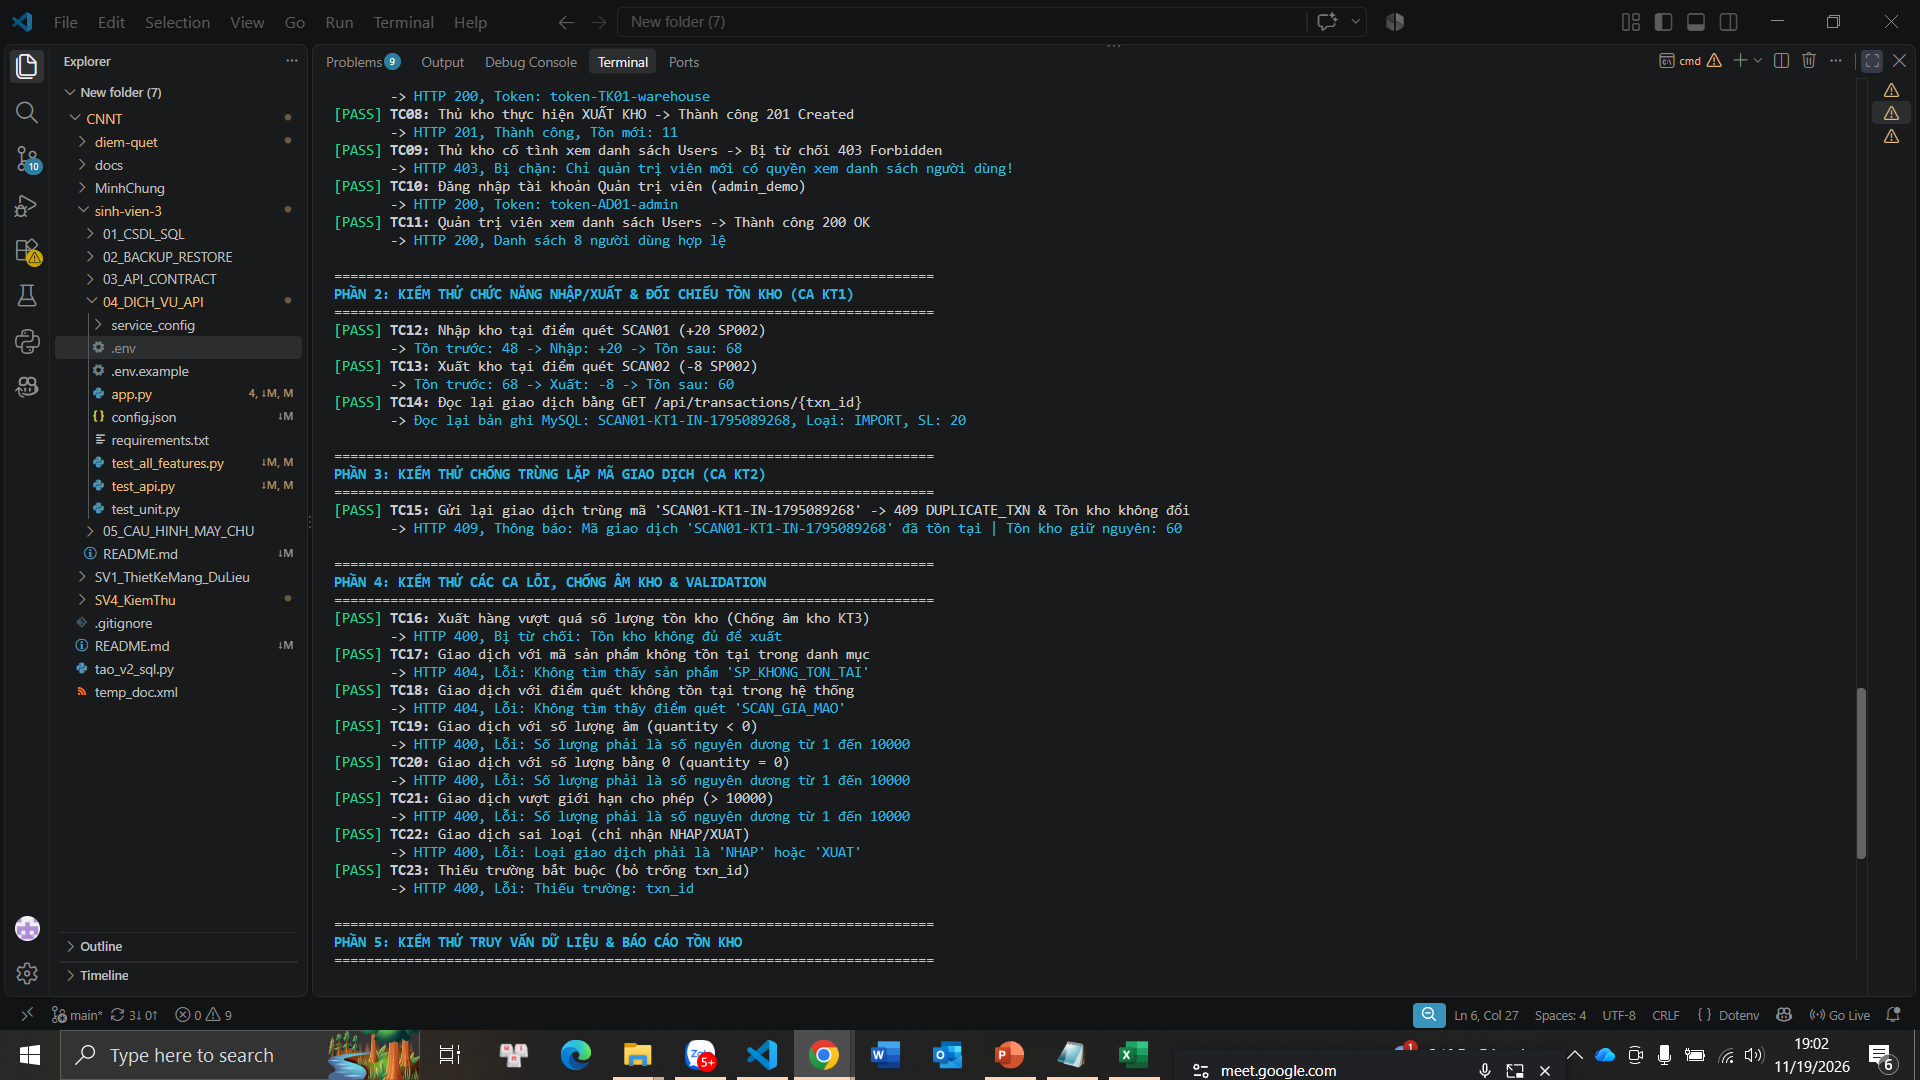 File Edit Selection View Go Run Terminal Help
New folder (7)
Explorer
New folder (7)
CNNT
diem-quet
docs
MinhChung
sinh-vien-3
01_CSDL_SQL
02_BACKUP_RESTORE
03_API_CONTRACT
04_DICH_VU_API
service_config
.env
.env.example
app.py 4, ↓M, M
config.json ↓M
requirements.txt
test_all_features.py ↓M, M
test_api.py ↓M, M
test_unit.py
05_CAU_HINH_MAY_CHU
README.md ↓M
SV1_ThietKeMang_DuLieu
SV4_KiemThu
.gitignore
README.md ↓M
tao_v2_sql.py
temp_doc.xml
Outline
Timeline
10
Problems 9 Output Debug Console Terminal Ports
cmd
-> HTTP 200, Token: token-TK01-warehouse
[PASS] TC08: Thủ kho thực hiện XUẤT KHO -> Thành công 201 Created
-> HTTP 201, Thành công, Tồn mới: 11
[PASS] TC09: Thủ kho cố tình xem danh sách Users -> Bị từ chối 403 Forbidden
-> HTTP 403, Bị chặn: Chỉ quản trị viên mới có quyền xem danh sách người dùng!
[PASS] TC10: Đăng nhập tài khoản Quản trị viên (admin_demo)
-> HTTP 200, Token: token-AD01-admin
[PASS] TC11: Quản trị viên xem danh sách Users -> Thành công 200 OK
-> HTTP 200, Danh sách 8 người dùng hợp lệ
===========================================================================
PHẦN 2: KIỂM THỬ CHỨC NĂNG NHẬP/XUẤT & ĐỐI CHIẾU TỒN KHO (CA KT1)
===========================================================================
[PASS] TC12: Nhập kho tại điểm quét SCAN01 (+20 SP002)
-> Tồn trước: 48 -> Nhập: +20 -> Tồn sau: 68
[PASS] TC13: Xuất kho tại điểm quét SCAN02 (-8 SP002)
-> Tồn trước: 68 -> Xuất: -8 -> Tồn sau: 60
[PASS] TC14: Đọc lại giao dịch bằng GET /api/transactions/{txn_id}
-> Đọc lại bản ghi MySQL: SCAN01-KT1-IN-1795089268, Loại: IMPORT, SL: 20
===========================================================================
PHẦN 3: KIỂM THỬ CHỐNG TRÙNG LẶP MÃ GIAO DỊCH (CA KT2)
===========================================================================
[PASS] TC15: Gửi lại giao dịch trùng mã 'SCAN01-KT1-IN-1795089268' -> 409 DUPLICATE_TXN & Tồn kho không đổi
-> HTTP 409, Thông báo: Mã giao dịch 'SCAN01-KT1-IN-1795089268' đã tồn tại | Tồn kho giữ nguyên: 60
===========================================================================
PHẦN 4: KIỂM THỬ CÁC CA LỖI, CHỐNG ÂM KHO & VALIDATION
===========================================================================
[PASS] TC16: Xuất hàng vượt quá số lượng tồn kho (Chống âm kho KT3)
-> HTTP 400, Bị từ chối: Tồn kho không đủ để xuất
[PASS] TC17: Giao dịch với mã sản phẩm không tồn tại trong danh mục
-> HTTP 404, Lỗi: Không tìm thấy sản phẩm 'SP_KHONG_TON_TAI'
[PASS] TC18: Giao dịch với điểm quét không tồn tại trong hệ thống
-> HTTP 404, Lỗi: Không tìm thấy điểm quét 'SCAN_GIA_MAO'
[PASS] TC19: Giao dịch với số lượng âm (quantity < 0)
-> HTTP 400, Lỗi: Số lượng phải là số nguyên dương từ 1 đến 10000
[PASS] TC20: Giao dịch với số lượng bằng 0 (quantity = 0)
-> HTTP 400, Lỗi: Số lượng phải là số nguyên dương từ 1 đến 10000
[PASS] TC21: Giao dịch vượt giới hạn cho phép (> 10000)
-> HTTP 400, Lỗi: Số lượng phải là số nguyên dương từ 1 đến 10000
[PASS] TC22: Giao dịch sai loại (chỉ nhận NHAP/XUAT)
-> HTTP 400, Lỗi: Loại giao dịch phải là 'NHAP' hoặc 'XUAT'
[PASS] TC23: Thiếu trường bắt buộc (bỏ trống txn_id)
-> HTTP 400, Lỗi: Thiếu trường: txn_id
===========================================================================
PHẦN 5: KIỂM THỬ TRUY VẤN DỮ LIỆU & BÁO CÁO TỒN KHO
===========================================================================
main* 3↓ 0↑ 0 9
Ln 6, Col 27 Spaces: 4 UTF-8 CRLF { } Dotenv Go Live
Type here to search
5+
meet.google.com
1
19:02
11/19/2026
6